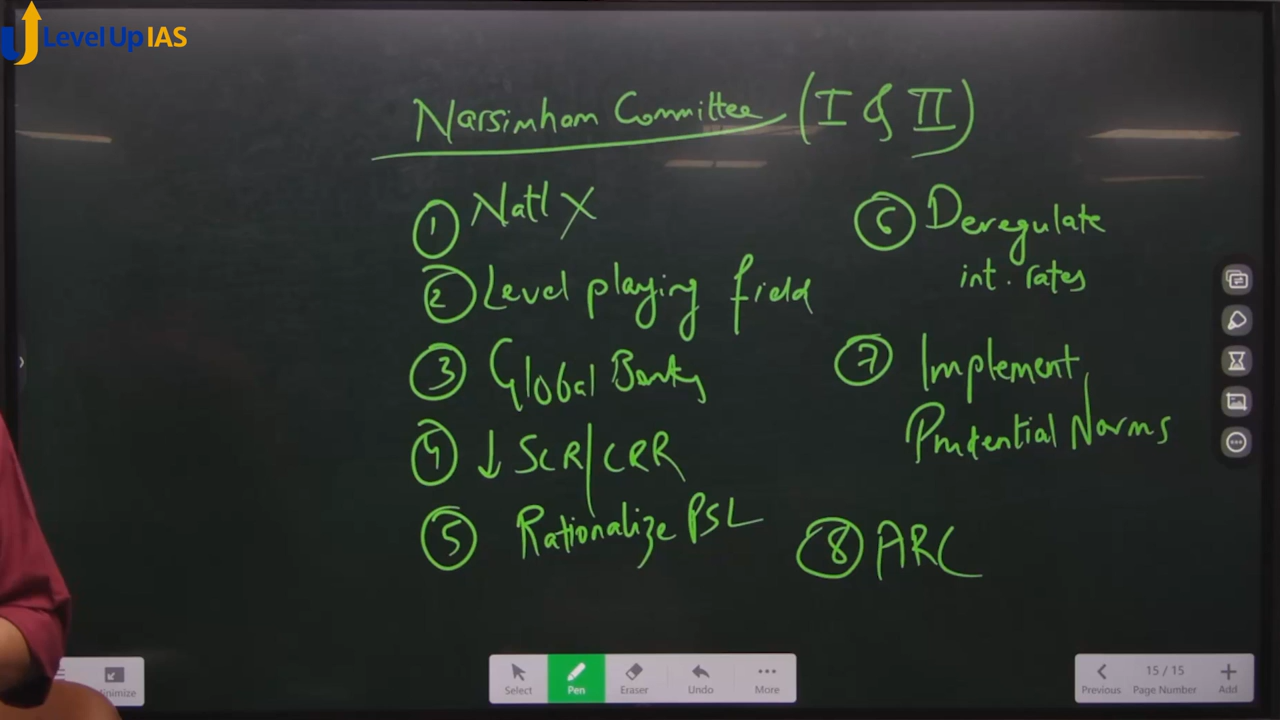 LevelUp IAS
Narsimham Committee (I & II)
① Natl X
② Level playing field
③ Global Banks
④ ↓ SCR/CRR
⑤ Rationalize PSL
⑥ Deregulate
int. rates
⑦ Implement
Prudential Norms
⑧ ARC
Minimize
Select
Pen
Eraser
Undo
More
Previous
15 / 15
Page Number
Add